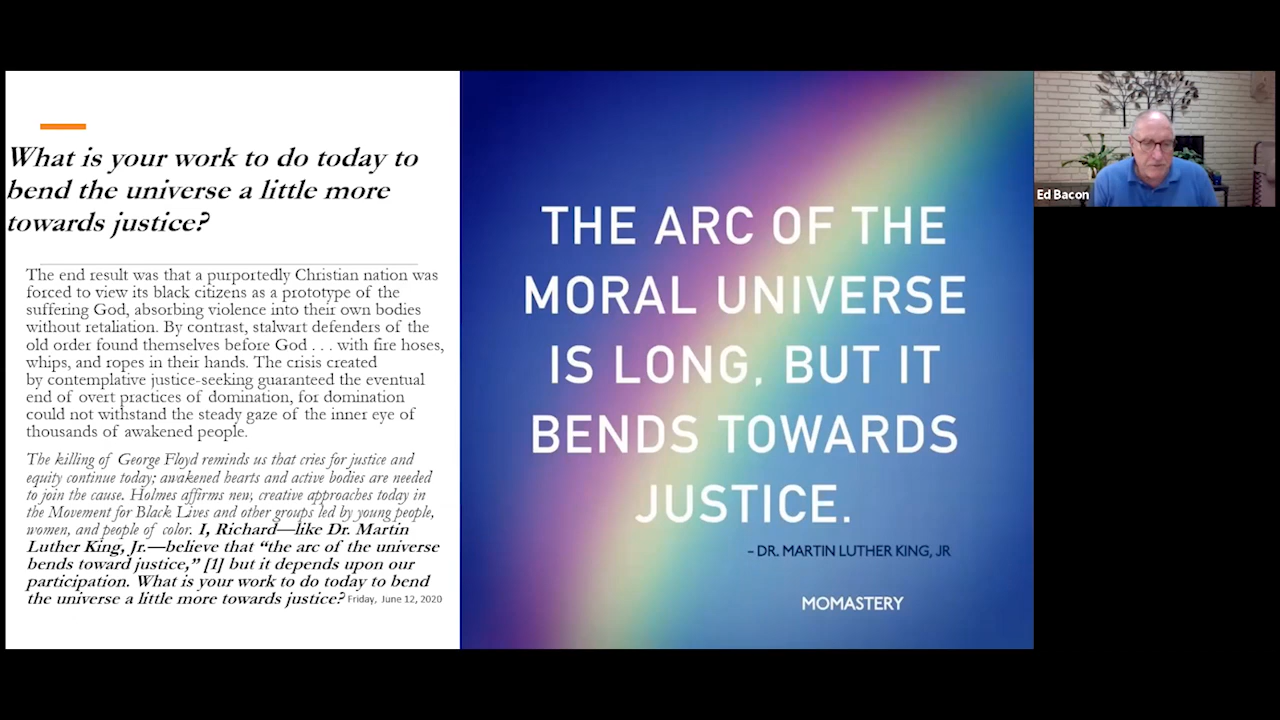 What is your work to do today to
bend the universe a little more
towards justice?
The end result was that a purportedly Christian nation was
forced to view its black citizens as a prototype of the
suffering God, absorbing violence into their own bodies
without retaliation. By contrast, stalwart defenders of the
old order found themselves before God . . . with fire hoses,
whips, and ropes in their hands. The crisis created
by contemplative justice-seeking guaranteed the eventual
end of overt practices of domination, for domination
could not withstand the steady gaze of the inner eye of
thousands of awakened people.
The killing of George Floyd reminds us that cries for justice and
equity continue today; awakened hearts and active bodies are needed
to join the cause. Holmes affirms new, creative approaches today in
the Movement for Black Lives and other groups led by young people,
women, and people of color. I, Richard—like Dr. Martin
Luther King, Jr.—believe that “the arc of the universe
bends toward justice,” [1] but it depends upon our
participation. What is your work to do today to bend
the universe a little more towards justice? Friday, June 12, 2020
THE ARC OF THE
MORAL UNIVERSE
IS LONG, BUT IT
BENDS TOWARDS
JUSTICE.
– DR. MARTIN LUTHER KING, JR
MOMASTERY
Ed Bacon